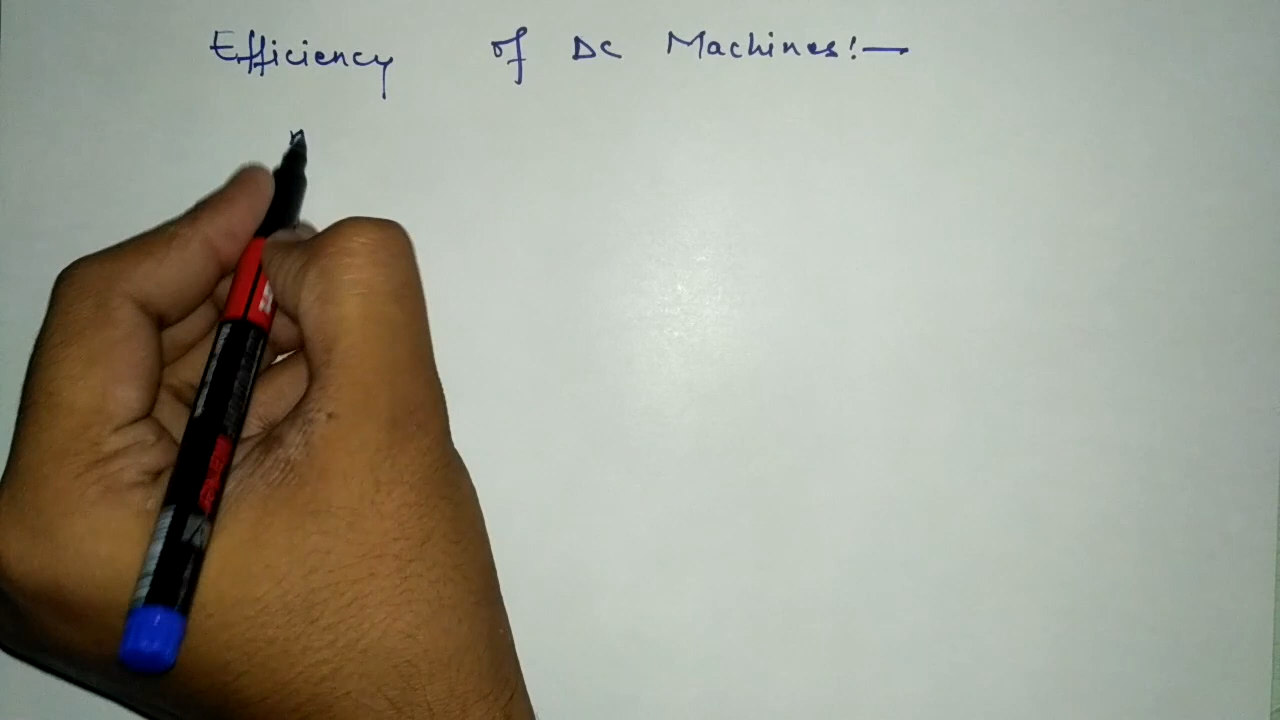 Efficiency of DC Machines:—
η